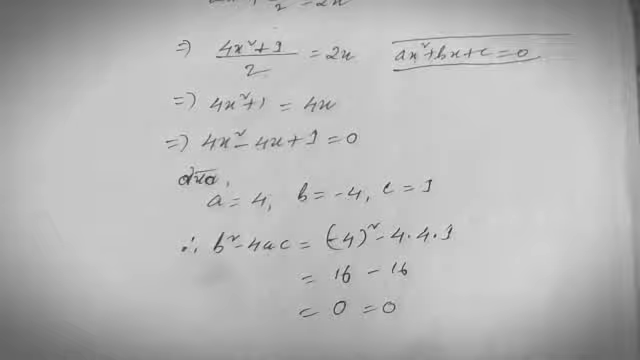 => 4x²+1/2 = 2x ax²+bx+c=0
=> 4x²+1 = 4x
=> 4x²-4x+1=0
a=4, b=-4, c=1
∴ b²-4ac = (-4)²-4.4.1
= 16-16
= 0 =0